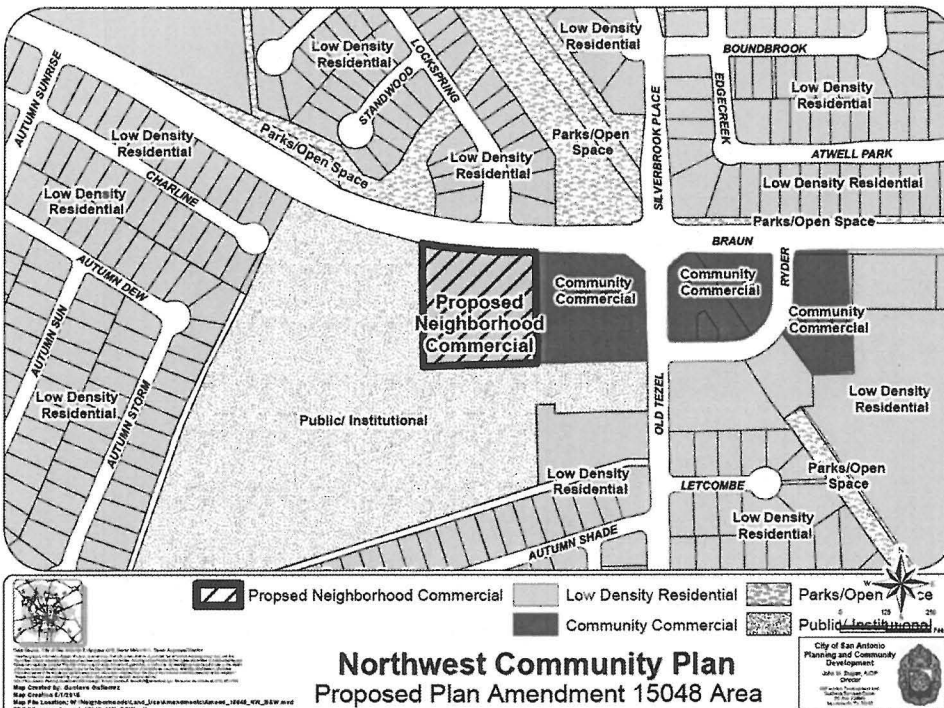 Low Density
Residential
LOCKSPRING
STANDWOOD
Low Density
Residential
BOUNDBROOK
EDGECREEK
Low Density
Residential
AUTUMN SUNRISE
Low Density
Residential
Parks/Open Space
Parks/Open
Space
SILVERBROOK PLACE
ATWELL PARK
CHARLINE
Low Density
Residential
Low Density
Residential
Low Density Residential
Parks/Open Space
BRAUN
RYDER
AUTUMN DEW
Proposed
Neighborhood
Commercial
Community
Commercial
Community
Commercial
Community
Commercial
AUTUMN SUN
Low Density
Residential
AUTUMN STORM
Public/ Institutional
OLD TEZEL
Low Density
Residential
Low Density
Residential
LETCOMBE
Parks/Open
Space
Low Density
Residential
AUTUMN SHADE
N
W
E
S
Propsed Neighborhood Commercial
Low Density Residential
Parks/Open
Community Commercial
Public/ Institutional
0
Northwest Community Plan
Proposed Plan Amendment 15048 Area
City of San Antonio
Planning and Community
Development
Director